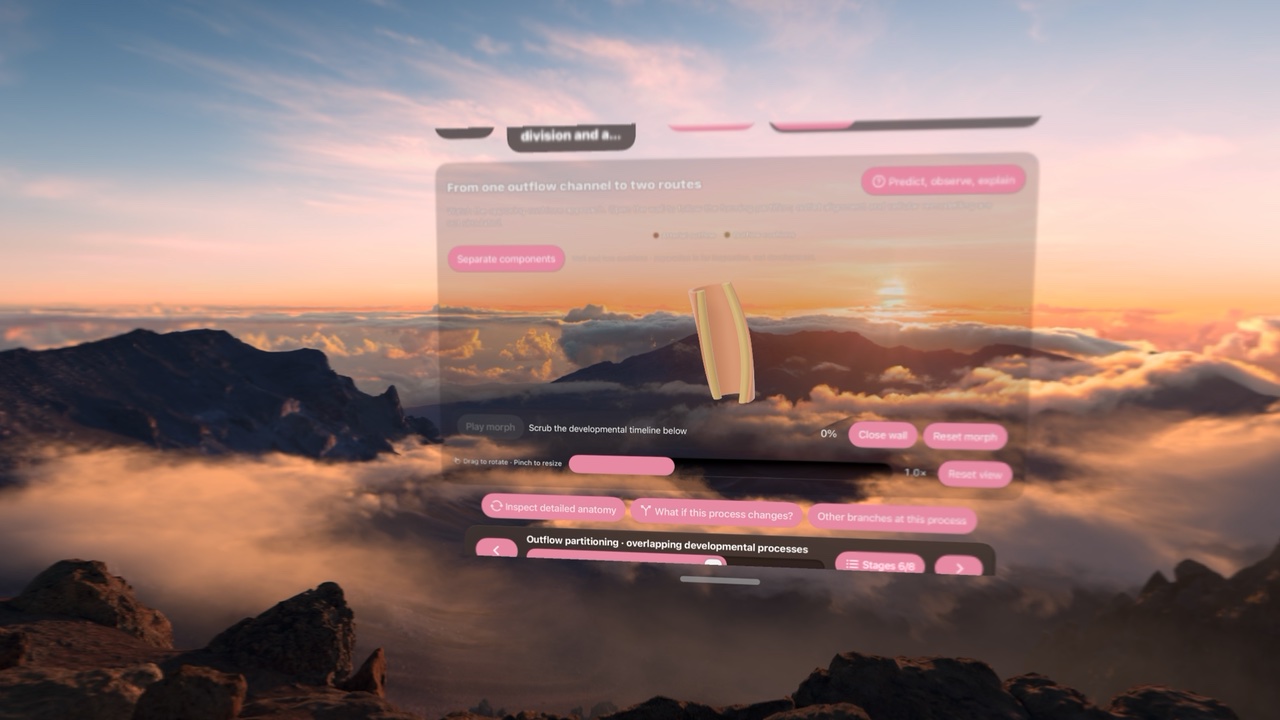 division and a...
From one outflow channel to two routes
Predict, observe, explain
Separate components
Play morph
Scrub the developmental timeline below
0%
Close wall
Reset morph
Drag to rotate · Pinch to resize
1.0×
Reset view
Inspect detailed anatomy
What if this process changes?
Other branches at this process
Outflow partitioning · overlapping developmental processes
Stages 6/8